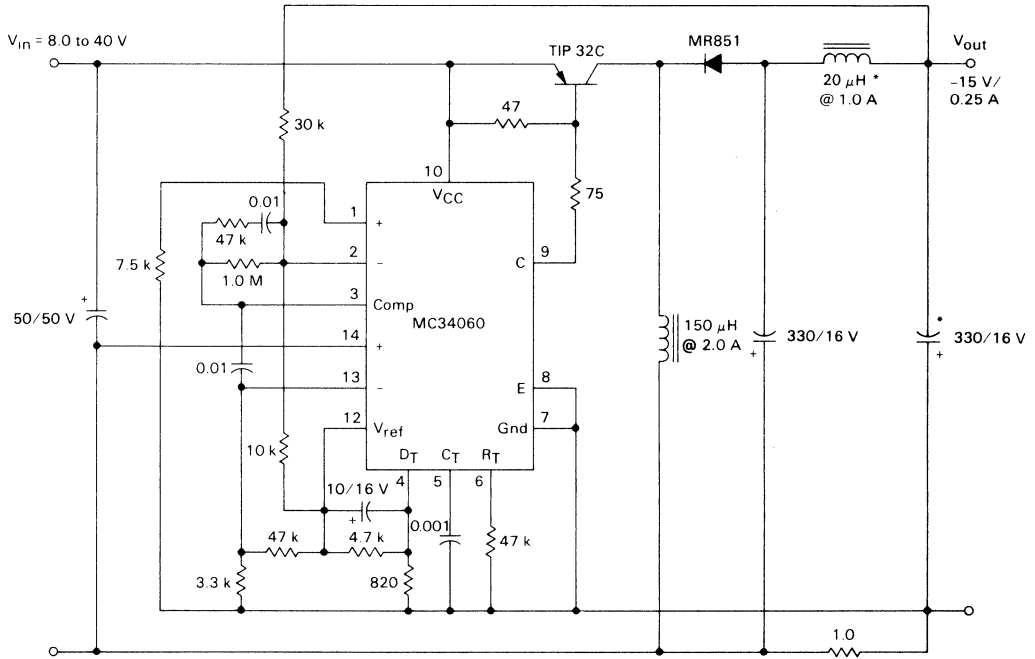 V_in = 8.0 to 40 V
TIP 32C
MR851
V_out
20 μH *
@ 1.0 A
−15 V/
0.25 A
47
30 k
10
V_CC
75
0.01
1
+
47 k
2
−
C
9
7.5 k
1.0 M
3
Comp
MC34060
+
50/50 V
14
+
150 μH
@ 2.0 A
+
330/16 V
*
+
330/16 V
0.01
13
−
E
8
12
V_ref
Gnd
7
10 k
D_T
C_T
R_T
4
5
6
10/16 V
+
0.001
47 k
4.7 k
47 k
3.3 k
820
1.0